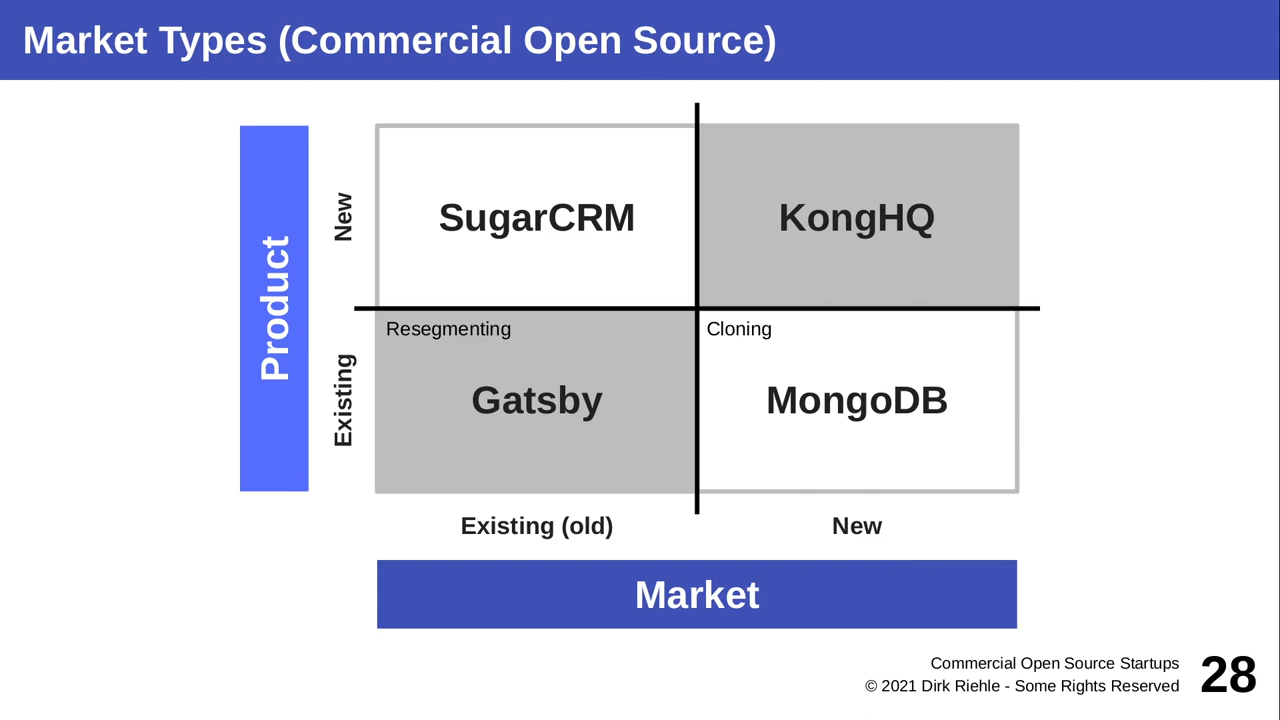 Market Types (Commercial Open Source)
Product
New
SugarCRM
KongHQ
Existing
Resegmenting
Gatsby
Cloning
MongoDB
Existing (old)
New
Market
Commercial Open Source Startups
© 2021 Dirk Riehle - Some Rights Reserved
28